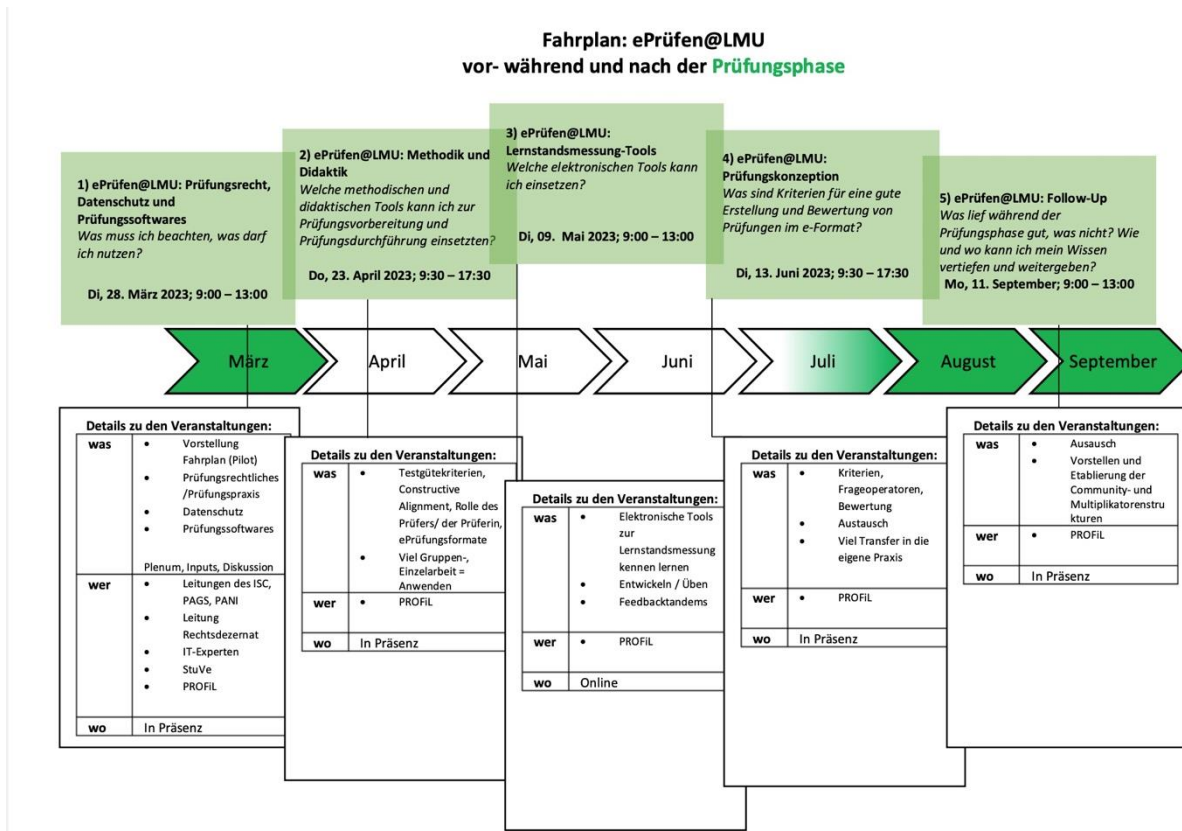 Fahrplan: ePrüfen@LMU
vor- während und nach der Prüfungsphase
1) ePrüfen@LMU: Prüfungsrecht,
Datenschutz und
Prüfungssoftwares
Was muss ich beachten, was darf
ich nutzen?
Di, 28. März 2023; 9:00 – 13:00
2) ePrüfen@LMU: Methodik und
Didaktik
Welche methodischen und
didaktischen Tools kann ich zur
Prüfungsvorbereitung und
Prüfungsdurchführung einsetzten?
Do, 23. April 2023; 9:30 – 17:30
3) ePrüfen@LMU:
Lernstandsmessung-Tools
Welche elektronischen Tools kann
ich einsetzen?
Di, 09. Mai 2023; 9:00 – 13:00
4) ePrüfen@LMU:
Prüfungskonzeption
Was sind Kriterien für eine gute
Erstellung und Bewertung von
Prüfungen im e-Format?
Di, 13. Juni 2023; 9:30 – 17:30
5) ePrüfen@LMU: Follow-Up
Was lief während der
Prüfungsphase gut, was nicht? Wie
und wo kann ich mein Wissen
vertiefen und weitergeben?
Mo, 11. September; 9:00 – 13:00
März
April
Mai
Juni
Juli
August
September
Details zu den Veranstaltungen:
was
• Vorstellung
Fahrplan (Pilot)
• Prüfungsrechtliches
/Prüfungspraxis
• Datenschutz
• Prüfungssoftwares
Plenum, Inputs, Diskussion
wer
• Leitungen des ISC,
PAGS, PANI
• Leitung
Rechtsdezernat
• IT-Experten
• StuVe
• PROFiL
wo
In Präsenz
Details zu den Veranstaltungen:
was
• Testgütekriterien,
Constructive
Alignment, Rolle des
Prüfers/ der Prüferin,
ePrüfungsformate
• Viel Gruppen-,
Einzelarbeit =
Anwenden
wer
• PROFiL
wo
In Präsenz
Details zu den Veranstaltungen:
was
• Elektronische Tools
zur
Lernstandsmessung
kennen lernen
• Entwickeln / Üben
• Feedbacktandems
wer
• PROFiL
wo
Online
Details zu den Veranstaltungen:
was
• Kriterien,
Frageoperatoren,
Bewertung
• Austausch
• Viel Transfer in die
eigene Praxis
wer
• PROFiL
wo
In Präsenz
Details zu den Veranstaltungen:
was
• Ausausch
• Vorstellen und
Etablierung der
Community- und
Multiplikatorenstru
kturen
wer
• PROFiL
wo
In Präsenz